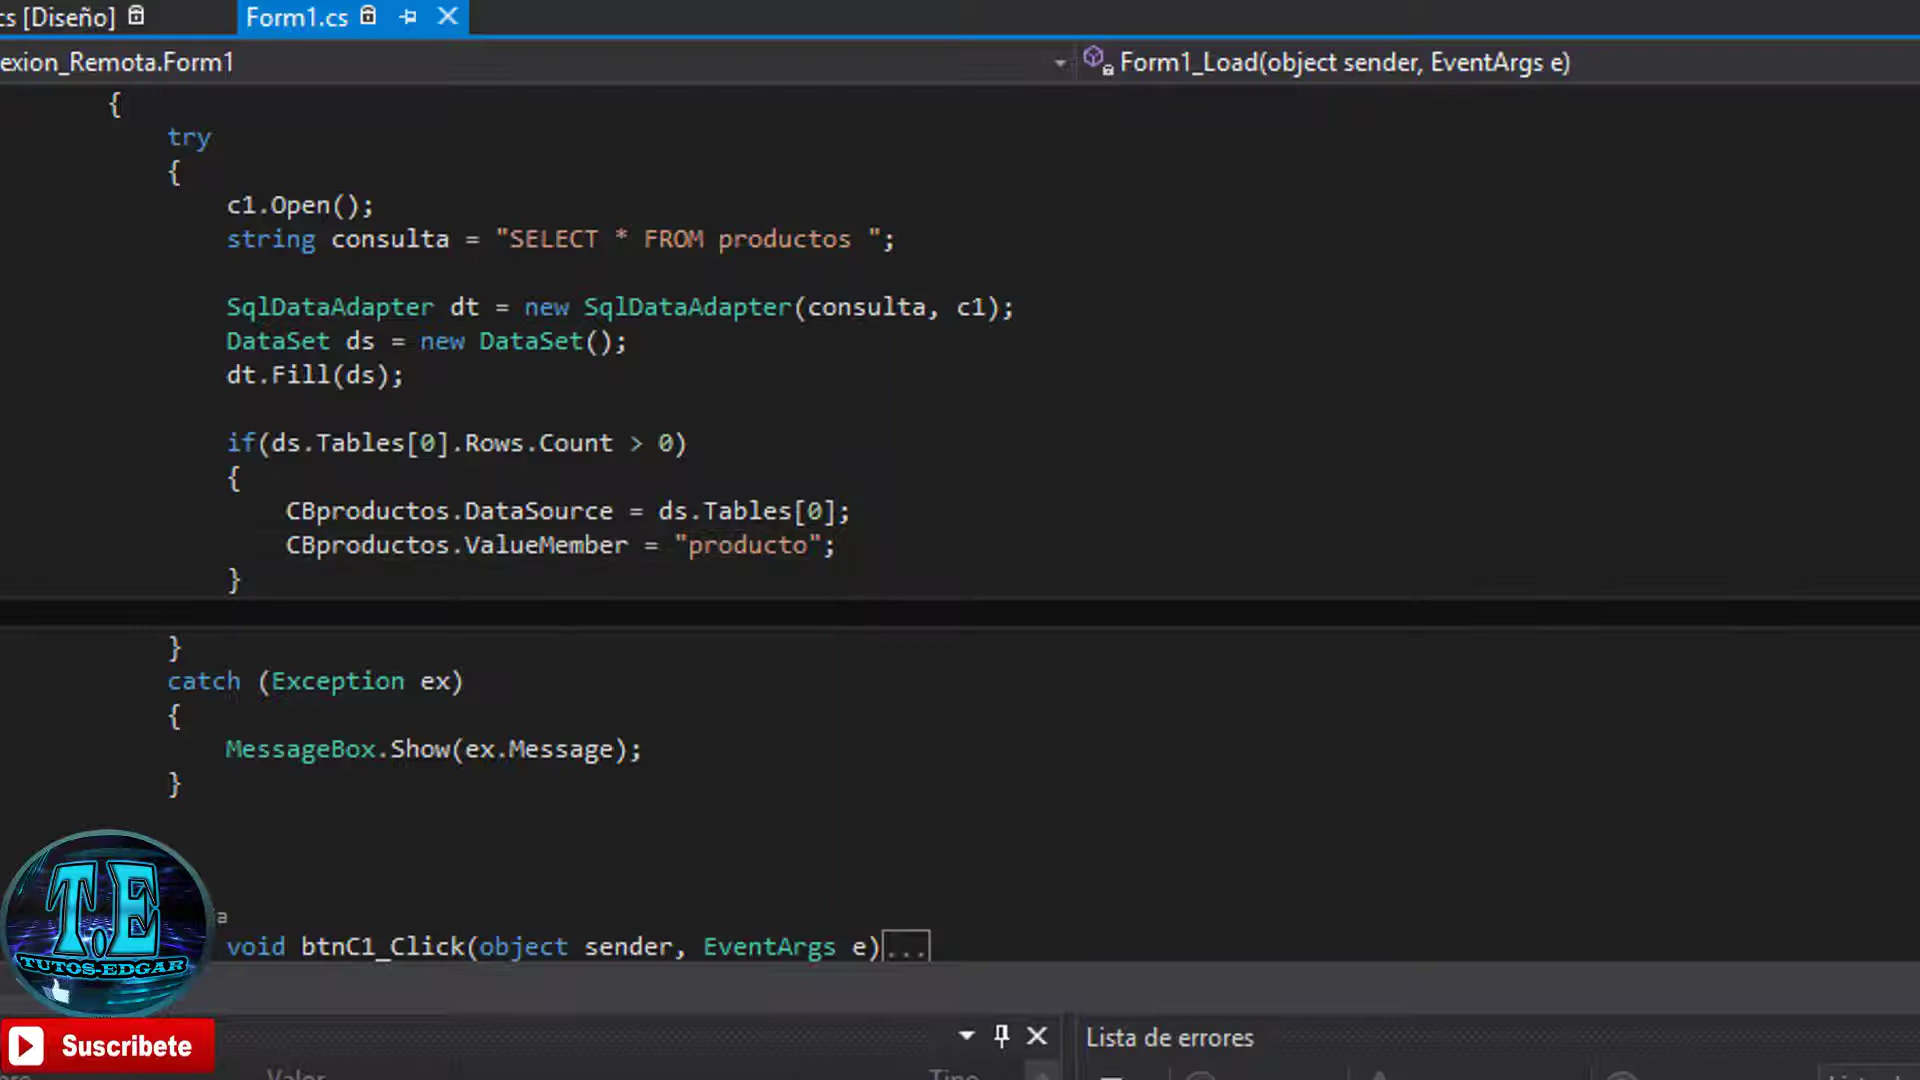 cs [Diseño]
Form1.cs
exion_Remota.Form1
Form1_Load(object sender, EventArgs e)
{
try
{
c1.Open();
string consulta = "SELECT * FROM productos ";
SqlDataAdapter dt = new SqlDataAdapter(consulta, c1);
DataSet ds = new DataSet();
dt.Fill(ds);
if(ds.Tables[0].Rows.Count > 0)
{
CBproductos.DataSource = ds.Tables[0];
CBproductos.ValueMember = "producto";
}
}
catch (Exception ex)
{
MessageBox.Show(ex.Message);
}
a
void btnC1_Click(object sender, EventArgs e)...
T.E
TUTOS-EDGAR
Suscribete
Lista de errores
Valor
Tipo